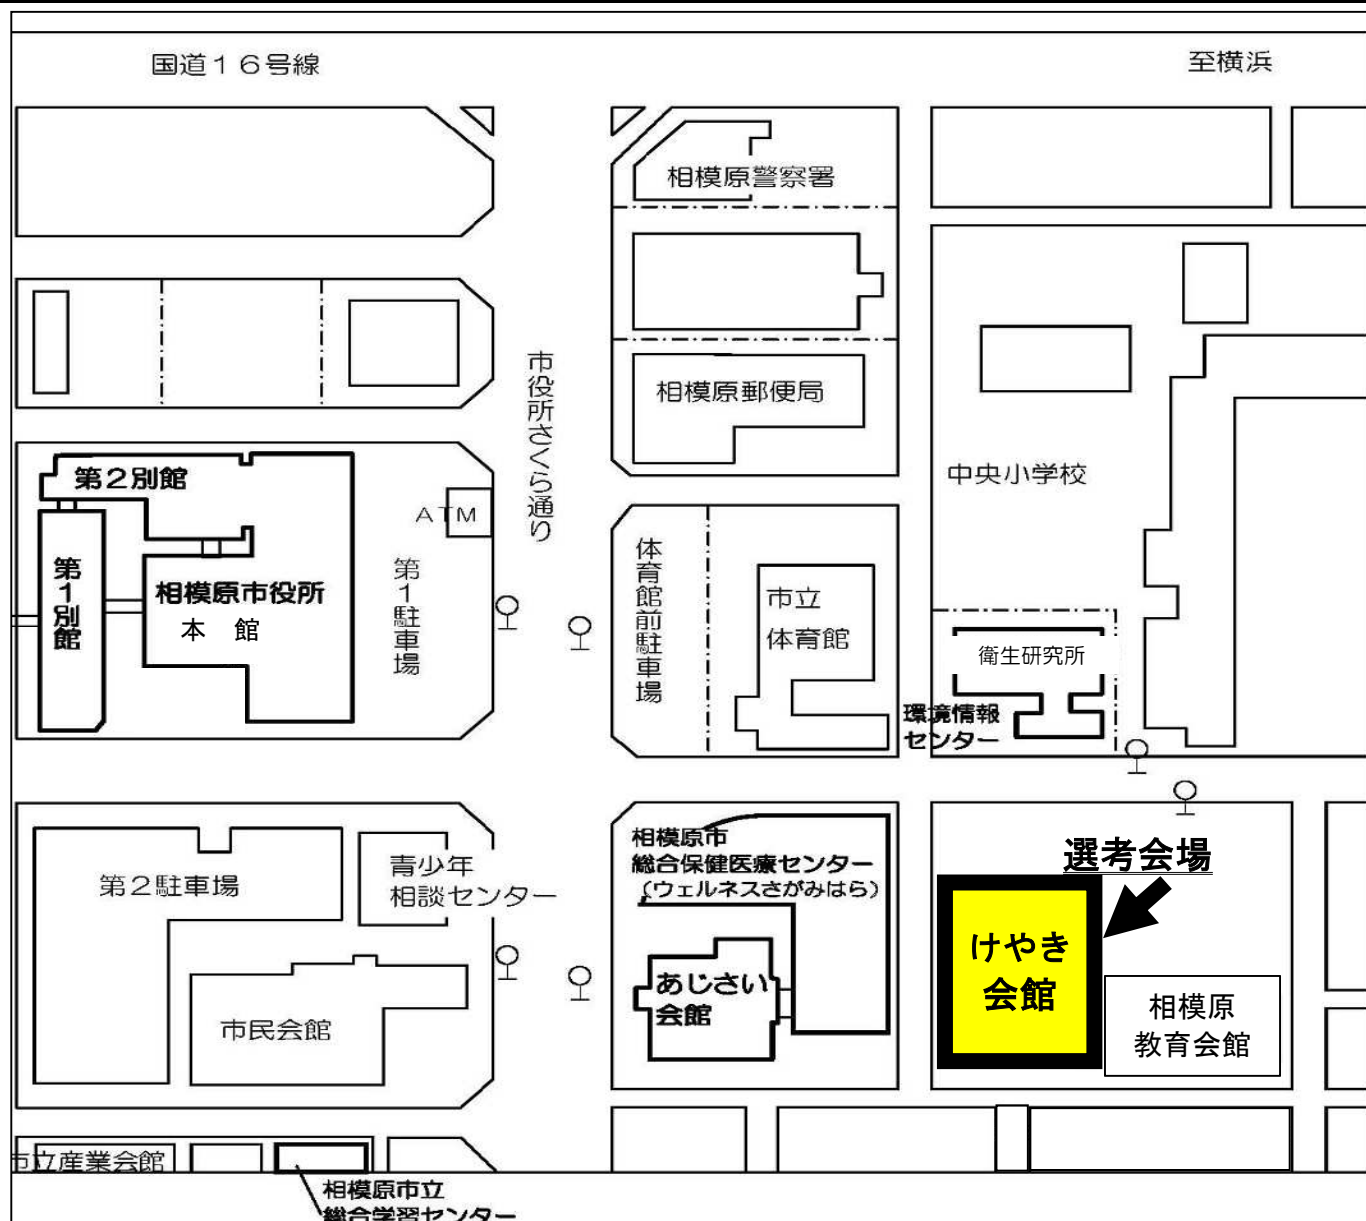 国道１６号線
至横浜
相模原警察署
相模原郵便局
市役所さくら通り
中央小学校
第２別館
ATM
第１別館
相模原市役所
本　館
第１駐車場
体育館前駐車場
市立
体育館
衛生研究所
環境情報
センター
第２駐車場
青少年
相談センター
市民会館
相模原市
総合保健医療センター
（ウェルネスさがみはら）
あじさい
会館
選考会場
けやき
会館
相模原
教育会館
市立産業会館
相模原市立
総合学習センター